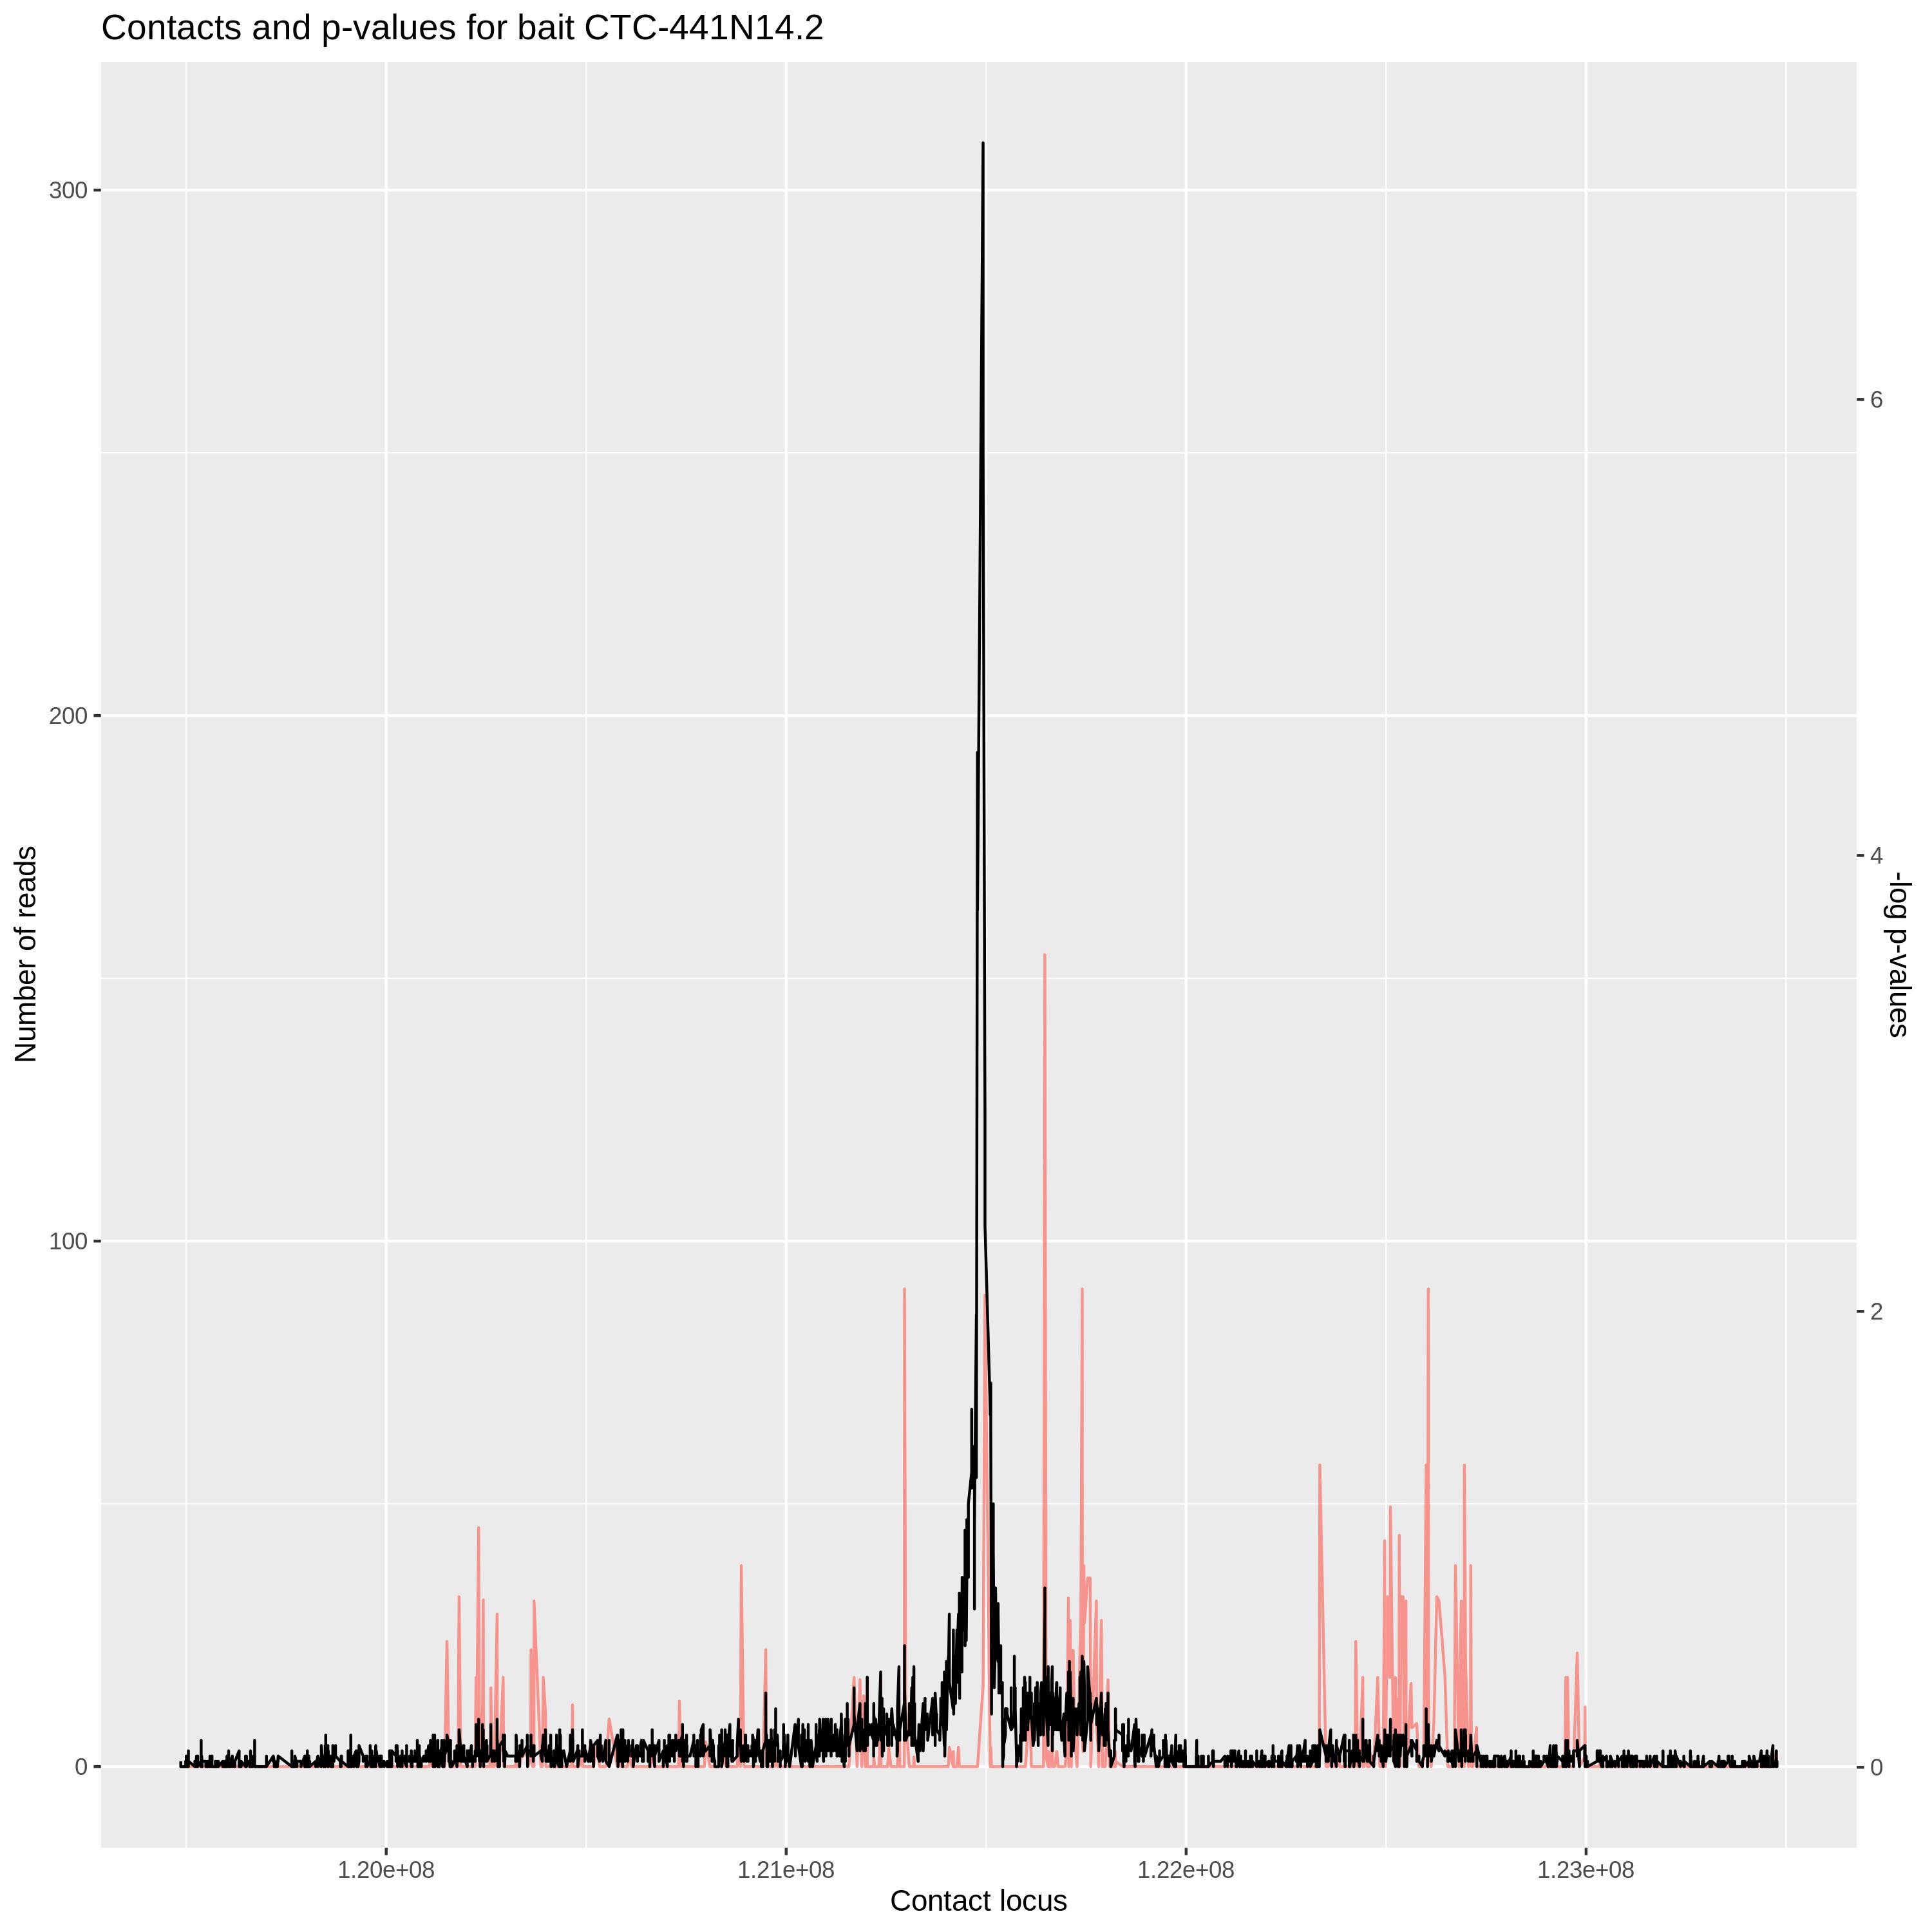 Contacts and p-values for bait CTC-441N14.2
300
200
100
0
Number of reads
6
4
2
0
-log p-values
1.20e+08
1.21e+08
1.22e+08
1.23e+08
Contact locus